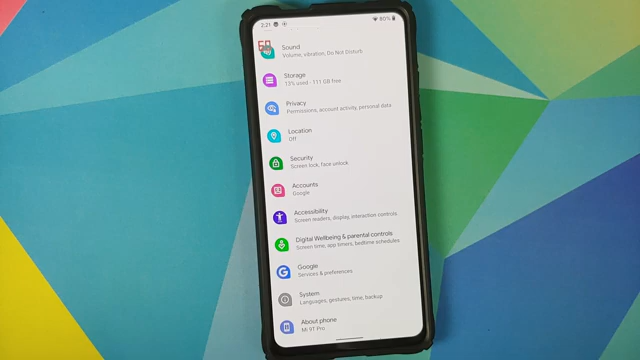 2:21
80%
60
Sound
Volume, vibration, Do Not Disturb
Storage
13% used - 111 GB free
Privacy
Permissions, account activity, personal data
Location
Off
Security
Screen lock, face unlock
Accounts
Google
Accessibility
Screen readers, display, interaction controls
Digital Wellbeing & parental controls
Screen time, app timers, bedtime schedules
Google
Services & preferences
System
Languages, gestures, time, backup
About phone
Mi 9T Pro